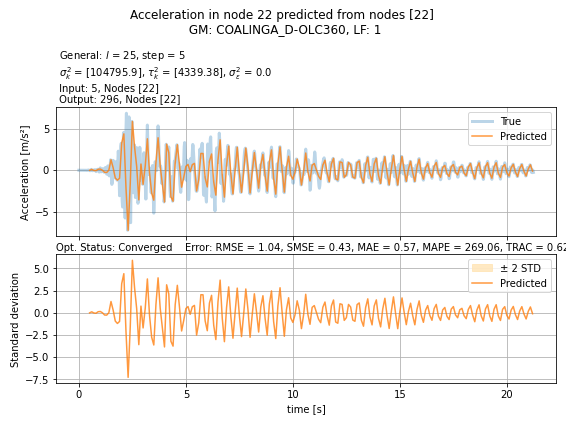 Acceleration in node 22 predicted from nodes [22]
GM: COALINGA_D-OLC360, LF: 1
General: l = 25, step = 5
σ²ₖ = [104795.9], τ²ₖ = [4339.38], σ²ε = 0.0
Input: 5, Nodes [22]
Output: 296, Nodes [22]
Acceleration [m/s²]
5
0
−5
True
Predicted
Opt. Status: Converged Error: RMSE = 1.04, SMSE = 0.43, MAE = 0.57, MAPE = 269.06, TRAC = 0.62
Standard deviation
5.0
2.5
0.0
−2.5
−5.0
−7.5
± 2 STD
Predicted
0 5 10 15 20
time [s]